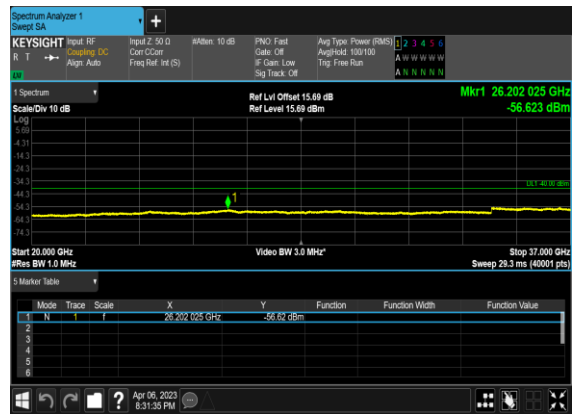 Spectrum Analyzer 1
Swept SA
+
KEYSIGHT Input: RF Input Z: 50 Ω #Atten: 10 dB PNO: Fast Avg Type: Power (RMS) 1 2 3 4 5 6
R T Coupling: DC Corr CCorr Gate: Off Avg|Hold: 100/100 A W W W W W
Align: Auto Freq Ref: Int (S) IF Gain: Low Trig: Free Run
Sig Track: Off A N N N N N
1 Spectrum Ref Lvl Offset 15.69 dB Mkr1 26.202 025 GHz
Scale/Div 10 dB Ref Level 15.69 dBm -56.623 dBm
Log
5.69
-4.31
-14.3
-24.3
-34.3
DL1 -40.00 dBm
-44.3
1
-54.3
-64.3
-74.3
Start 20.000 GHz Video BW 3.0 MHz* Stop 37.000 GHz
#Res BW 1.0 MHz Sweep 29.3 ms (40001 pts)
5 Marker Table
Mode Trace Scale X Y Function Function Width Function Value
1 N 1 f 26.202 025 GHz -56.62 dBm
2
3
4
5
6
? Apr 06, 2023
8:31:35 PM